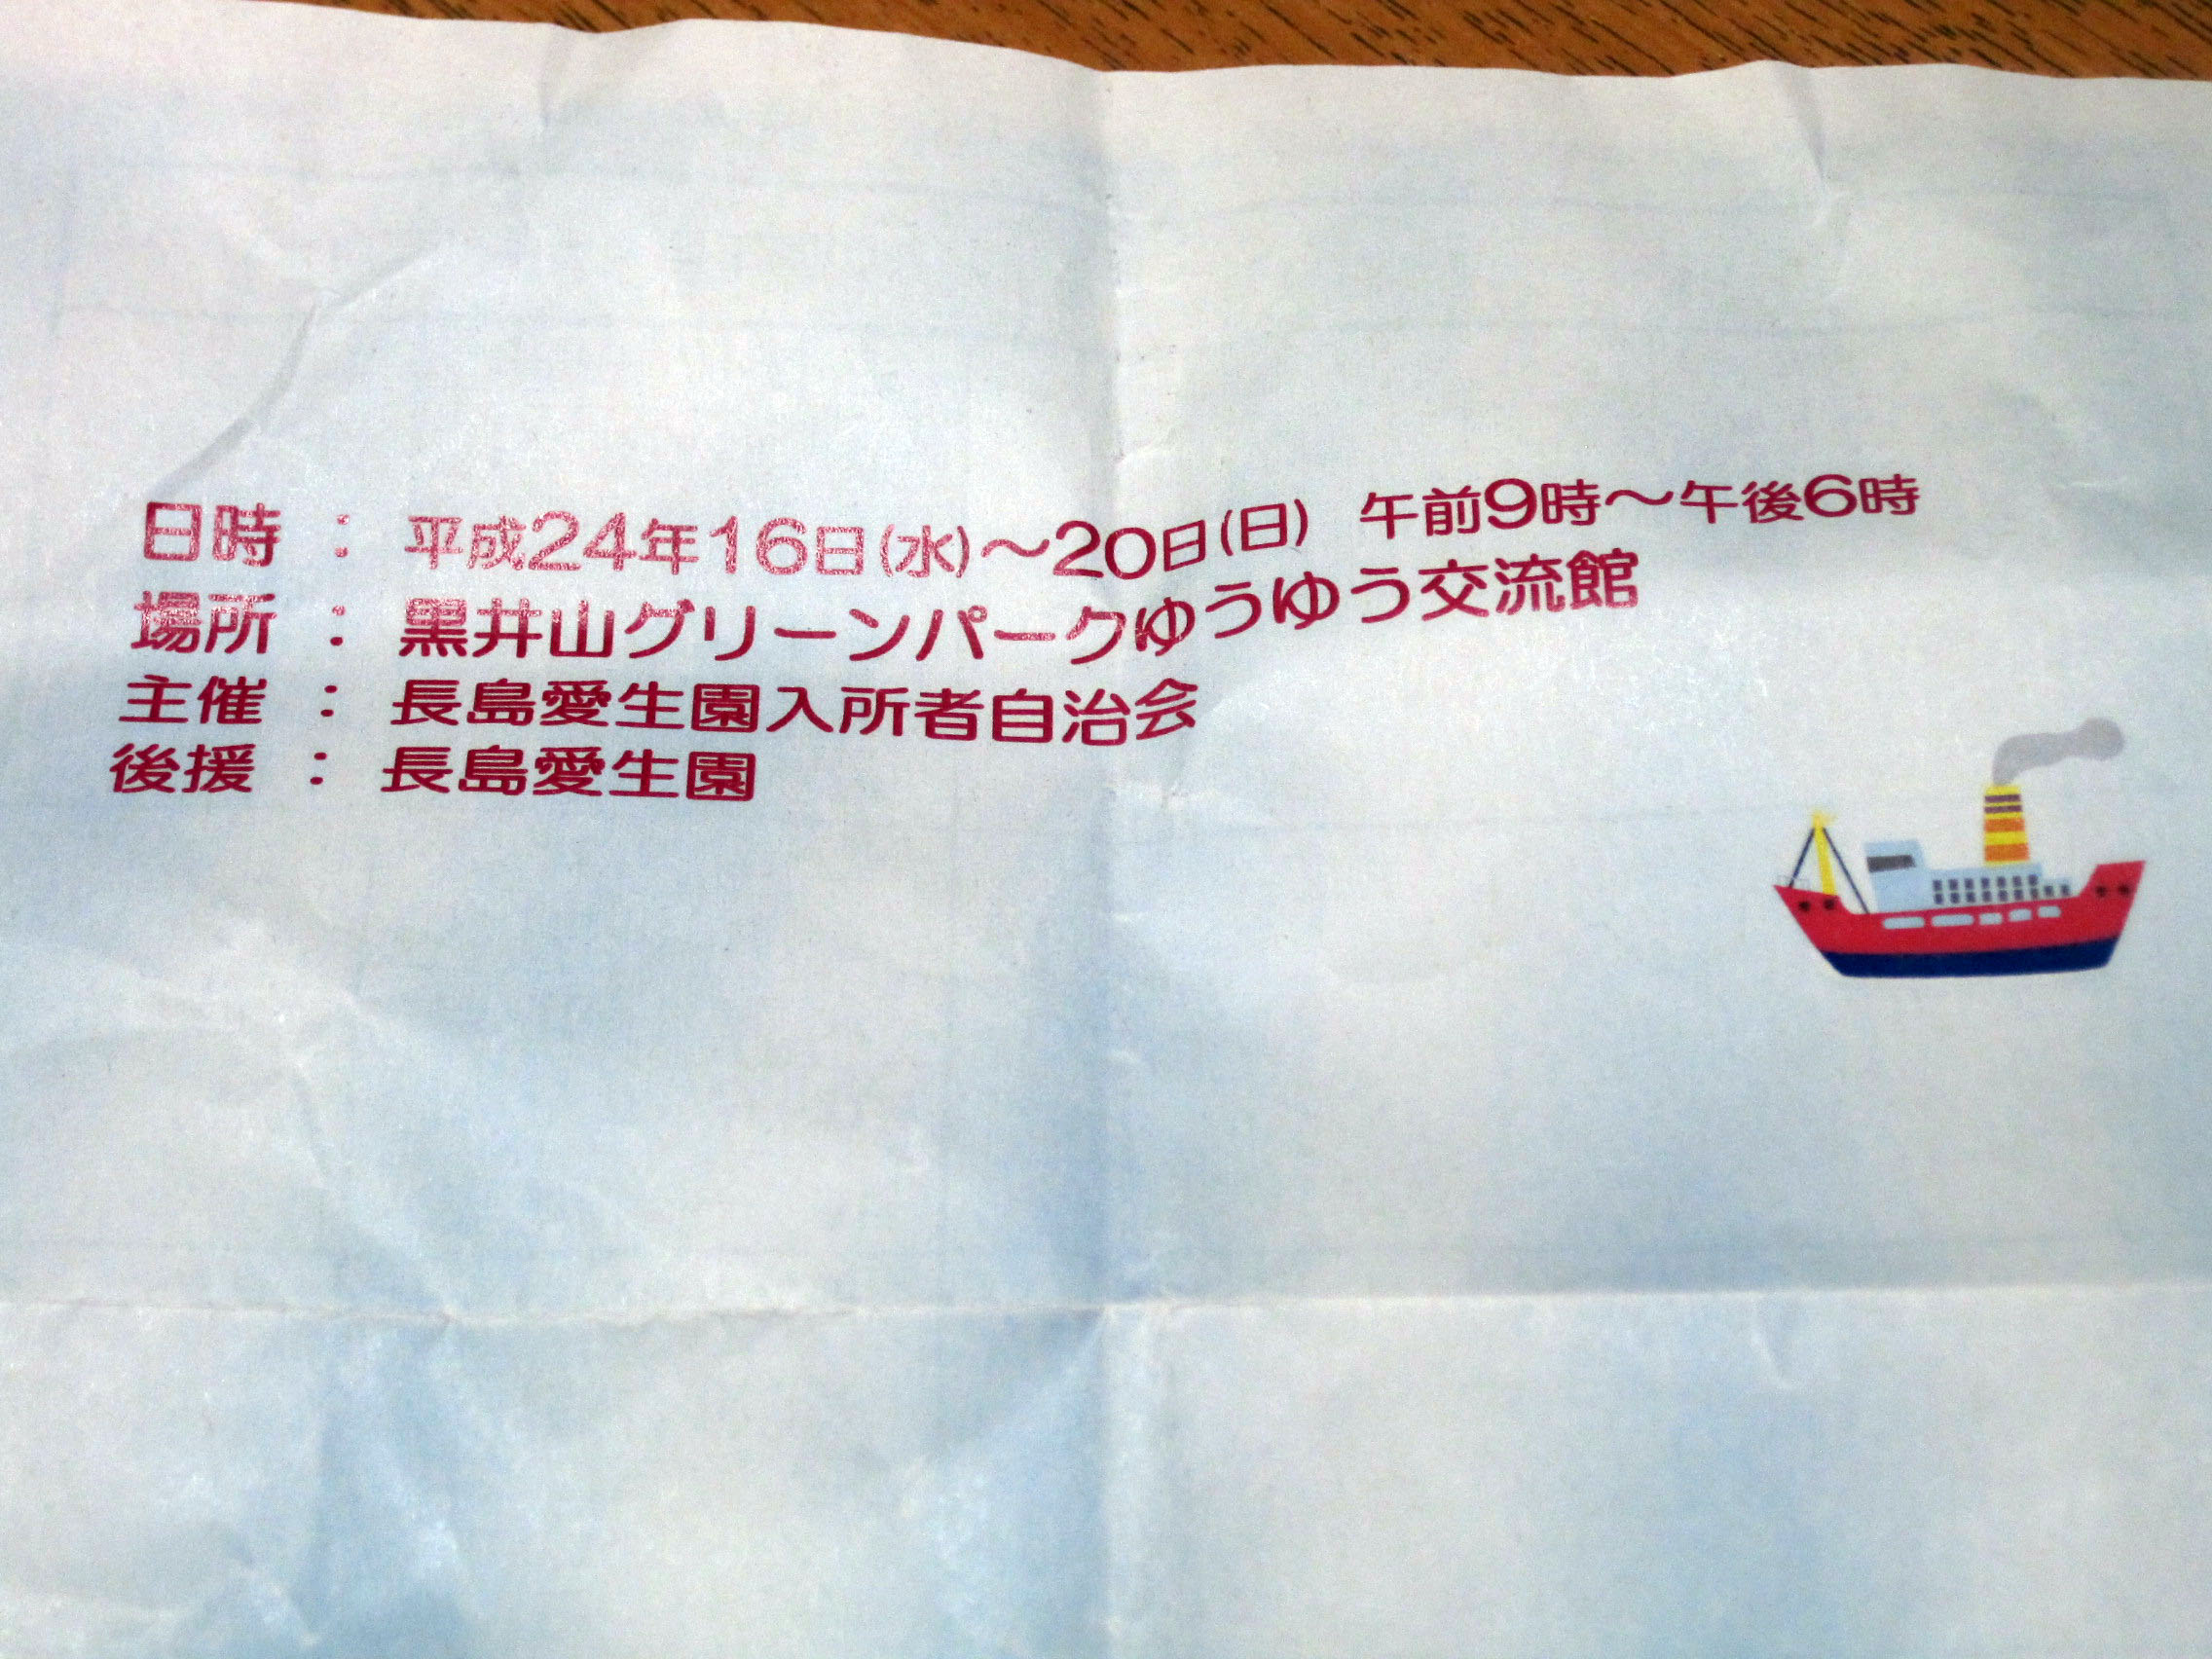 日時 : 平成24年16日(水)～20日(日) 午前9時～午後6時
場所 : 黒井山グリーンパークゆうゆう交流館
主催 : 長島愛生園入所者自治会
後援 : 長島愛生園